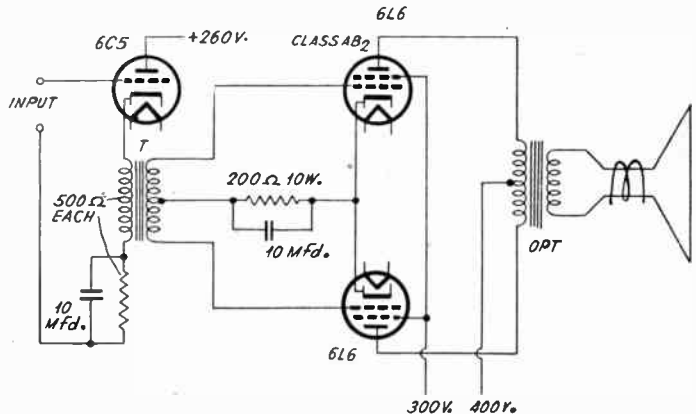 6L6
6C5
+260V.
CLASS AB2
INPUT
T
500Ω
EACH
200Ω 10W.
10 Mfd.
OPT
10
Mfd.
6L6
300V. 400V.